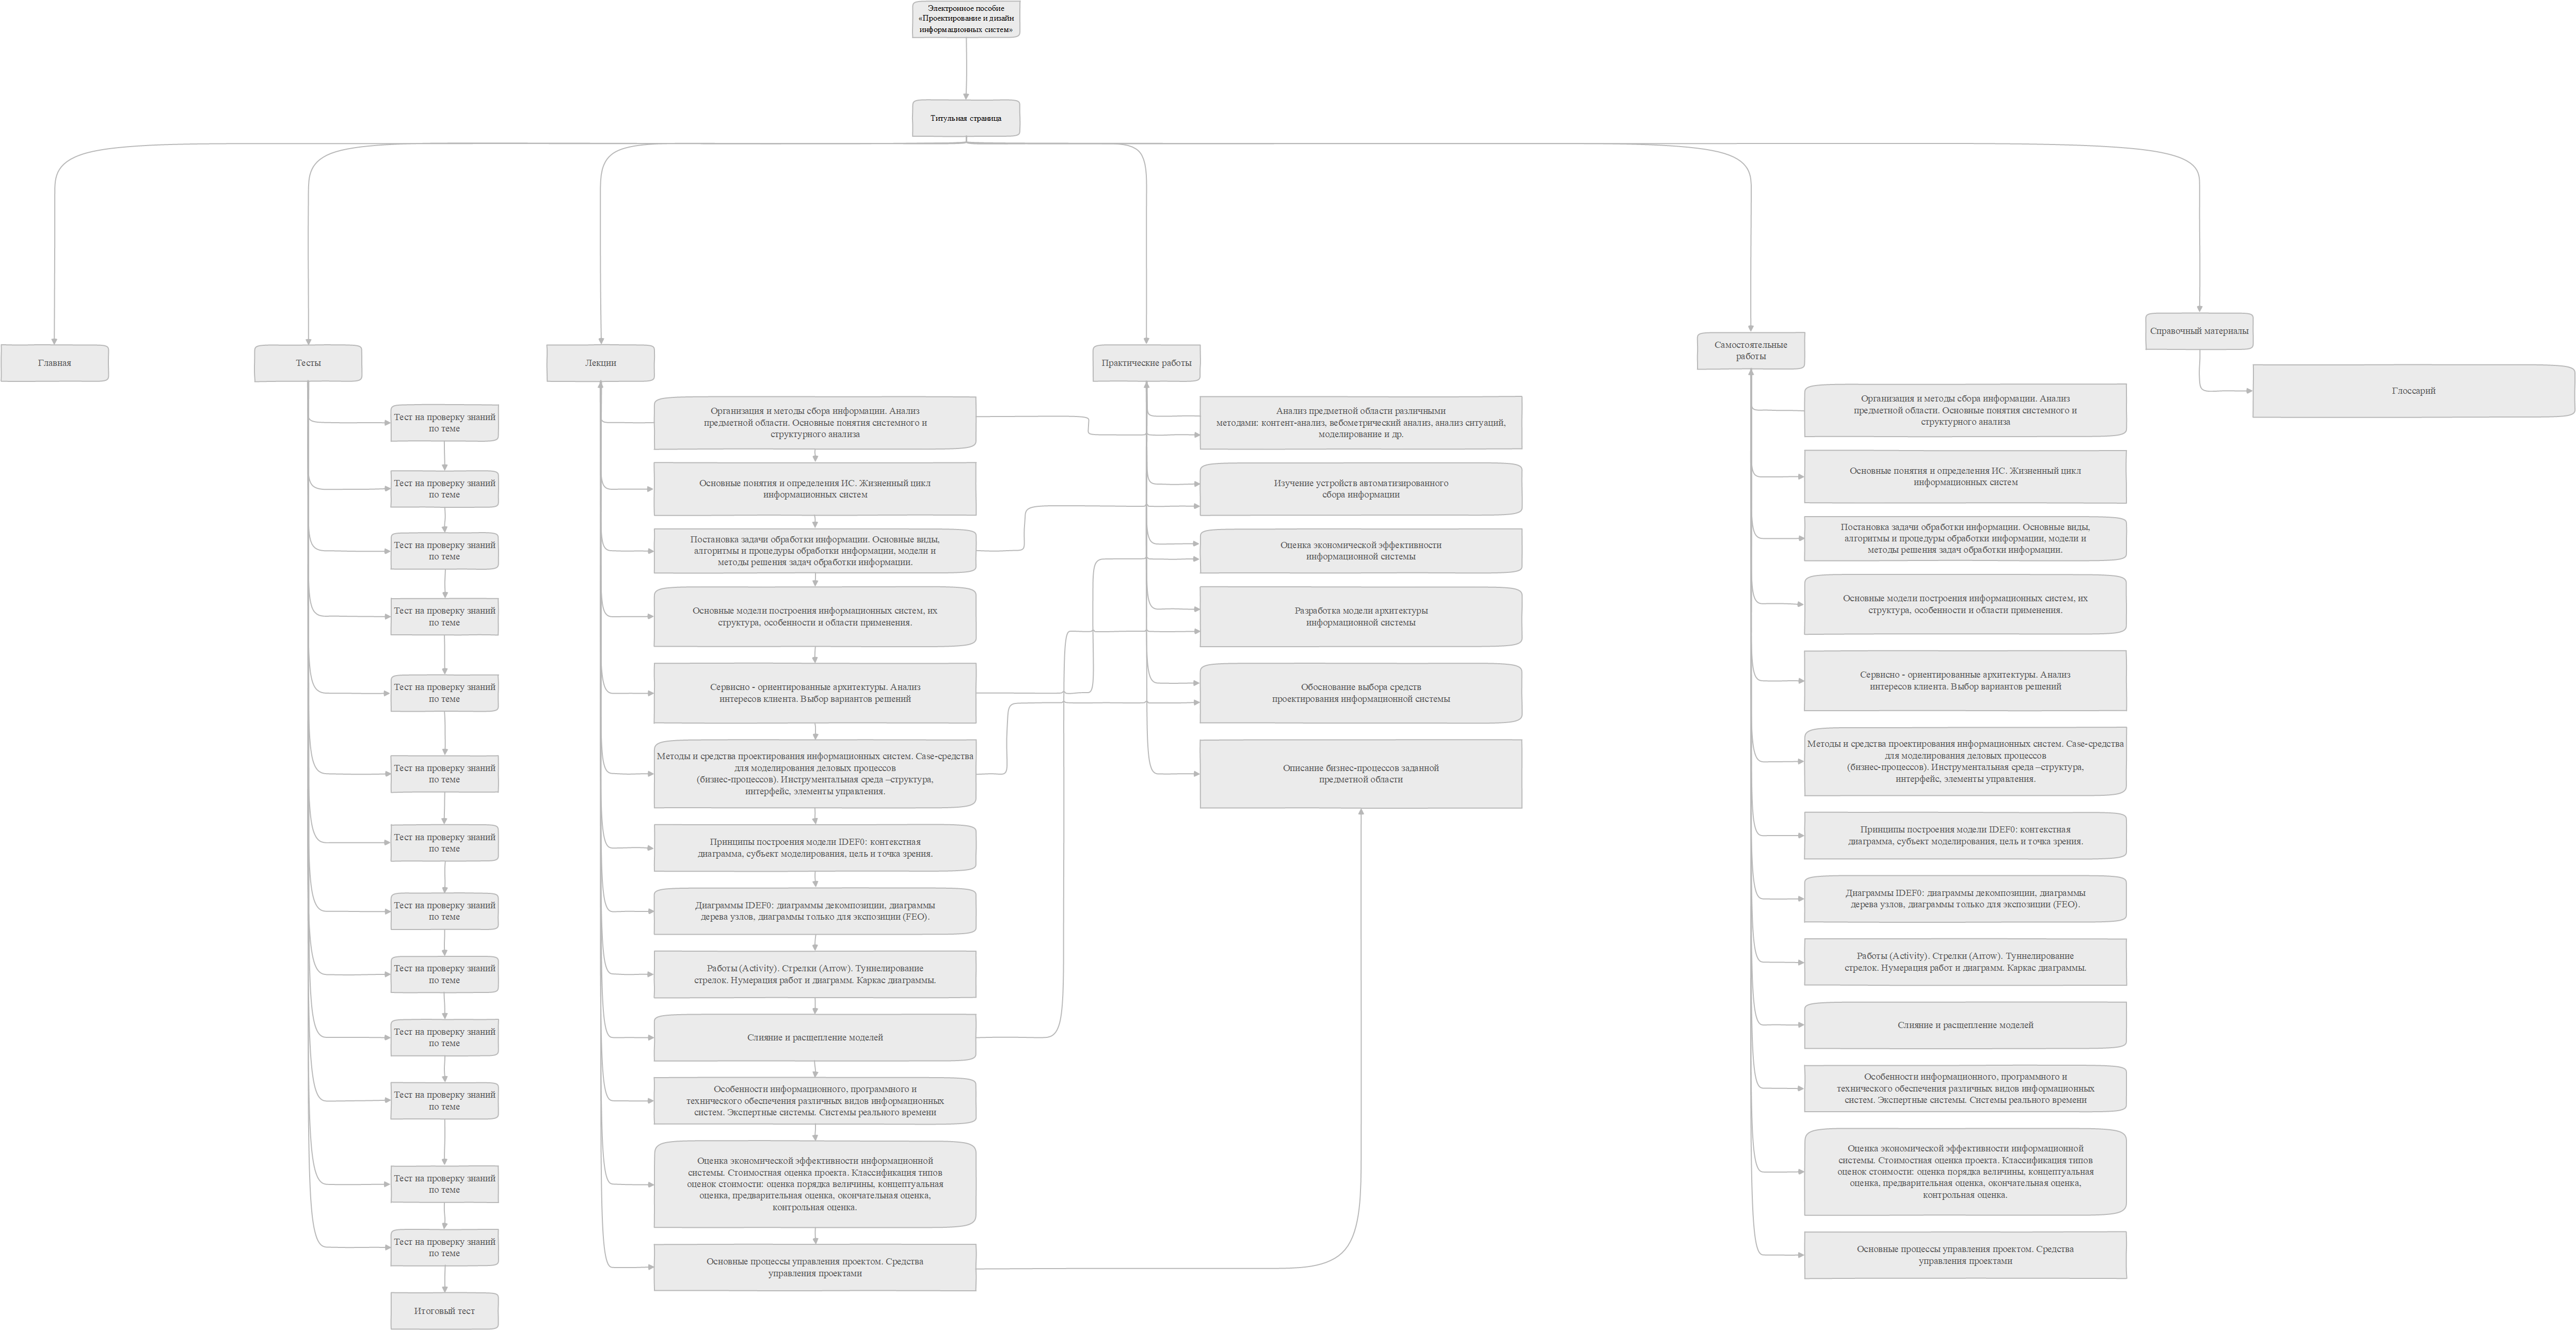 Электронное пособие
«Проектирование и дизайн
информационных систем»
Титульная страница
Главная
Тесты
Тест на проверку знаний
по теме
Тест на проверку знаний
по теме
Тест на проверку знаний
по теме
Тест на проверку знаний
по теме
Тест на проверку знаний
по теме
Тест на проверку знаний
по теме
Тест на проверку знаний
по теме
Тест на проверку знаний
по теме
Тест на проверку знаний
по теме
Тест на проверку знаний
по теме
Тест на проверку знаний
по теме
Тест на проверку знаний
по теме
Тест на проверку знаний
по теме
Итоговый тест
Лекции
Организация и методы сбора информации. Анализ
предметной области. Основные понятия системного и
структурного анализа
Основные понятия и определения ИС. Жизненный цикл
информационных систем
Постановка задачи обработки информации. Основные виды,
алгоритмы и процедуры обработки информации, модели и
методы решения задач обработки информации.
Основные модели построения информационных систем, их
структура, особенности и области применения.
Сервисно - ориентированные архитектуры. Анализ
интересов клиента. Выбор вариантов решений
Методы и средства проектирования информационных систем. Case-средства
для моделирования деловых процессов
(бизнес-процессов). Инструментальная среда –структура,
интерфейс, элементы управления.
Принципы построения модели IDEF0: контекстная
диаграмма, субъект моделирования, цель и точка зрения.
Диаграммы IDEF0: диаграммы декомпозиции, диаграммы
дерева узлов, диаграммы только для экспозиции (FEO).
Работы (Activity). Стрелки (Arrow). Туннелирование
стрелок. Нумерация работ и диаграмм. Каркас диаграммы.
Слияние и расщепление моделей
Особенности информационного, программного и
технического обеспечения различных видов информационных
систем. Экспертные системы. Системы реального времени
Оценка экономической эффективности информационной
системы. Стоимостная оценка проекта. Классификация типов
оценок стоимости: оценка порядка величины, концептуальная
оценка, предварительная оценка, окончательная оценка,
контрольная оценка.
Основные процессы управления проектом. Средства
управления проектами
Практические работы
Анализ предметной области различными
методами: контент-анализ, вебометрический анализ, анализ ситуаций,
моделирование и др.
Изучение устройств автоматизированного
сбора информации
Оценка экономической эффективности
информационной системы
Разработка модели архитектуры
информационной системы
Обоснование выбора средств
проектирования информационной системы
Описание бизнес-процессов заданной
предметной области
Самостоятельные
работы
Организация и методы сбора информации. Анализ
предметной области. Основные понятия системного и
структурного анализа
Основные понятия и определения ИС. Жизненный цикл
информационных систем
Постановка задачи обработки информации. Основные виды,
алгоритмы и процедуры обработки информации, модели и
методы решения задач обработки информации.
Основные модели построения информационных систем, их
структура, особенности и области применения.
Сервисно - ориентированные архитектуры. Анализ
интересов клиента. Выбор вариантов решений
Методы и средства проектирования информационных систем. Case-средства
для моделирования деловых процессов
(бизнес-процессов). Инструментальная среда –структура,
интерфейс, элементы управления.
Принципы построения модели IDEF0: контекстная
диаграмма, субъект моделирования, цель и точка зрения.
Диаграммы IDEF0: диаграммы декомпозиции, диаграммы
дерева узлов, диаграммы только для экспозиции (FEO).
Работы (Activity). Стрелки (Arrow). Туннелирование
стрелок. Нумерация работ и диаграмм. Каркас диаграммы.
Слияние и расщепление моделей
Особенности информационного, программного и
технического обеспечения различных видов информационных
систем. Экспертные системы. Системы реального времени
Оценка экономической эффективности информационной
системы. Стоимостная оценка проекта. Классификация типов
оценок стоимости: оценка порядка величины, концептуальная
оценка, предварительная оценка, окончательная оценка,
контрольная оценка.
Основные процессы управления проектом. Средства
управления проектами
Справочный материалы
Глоссарий